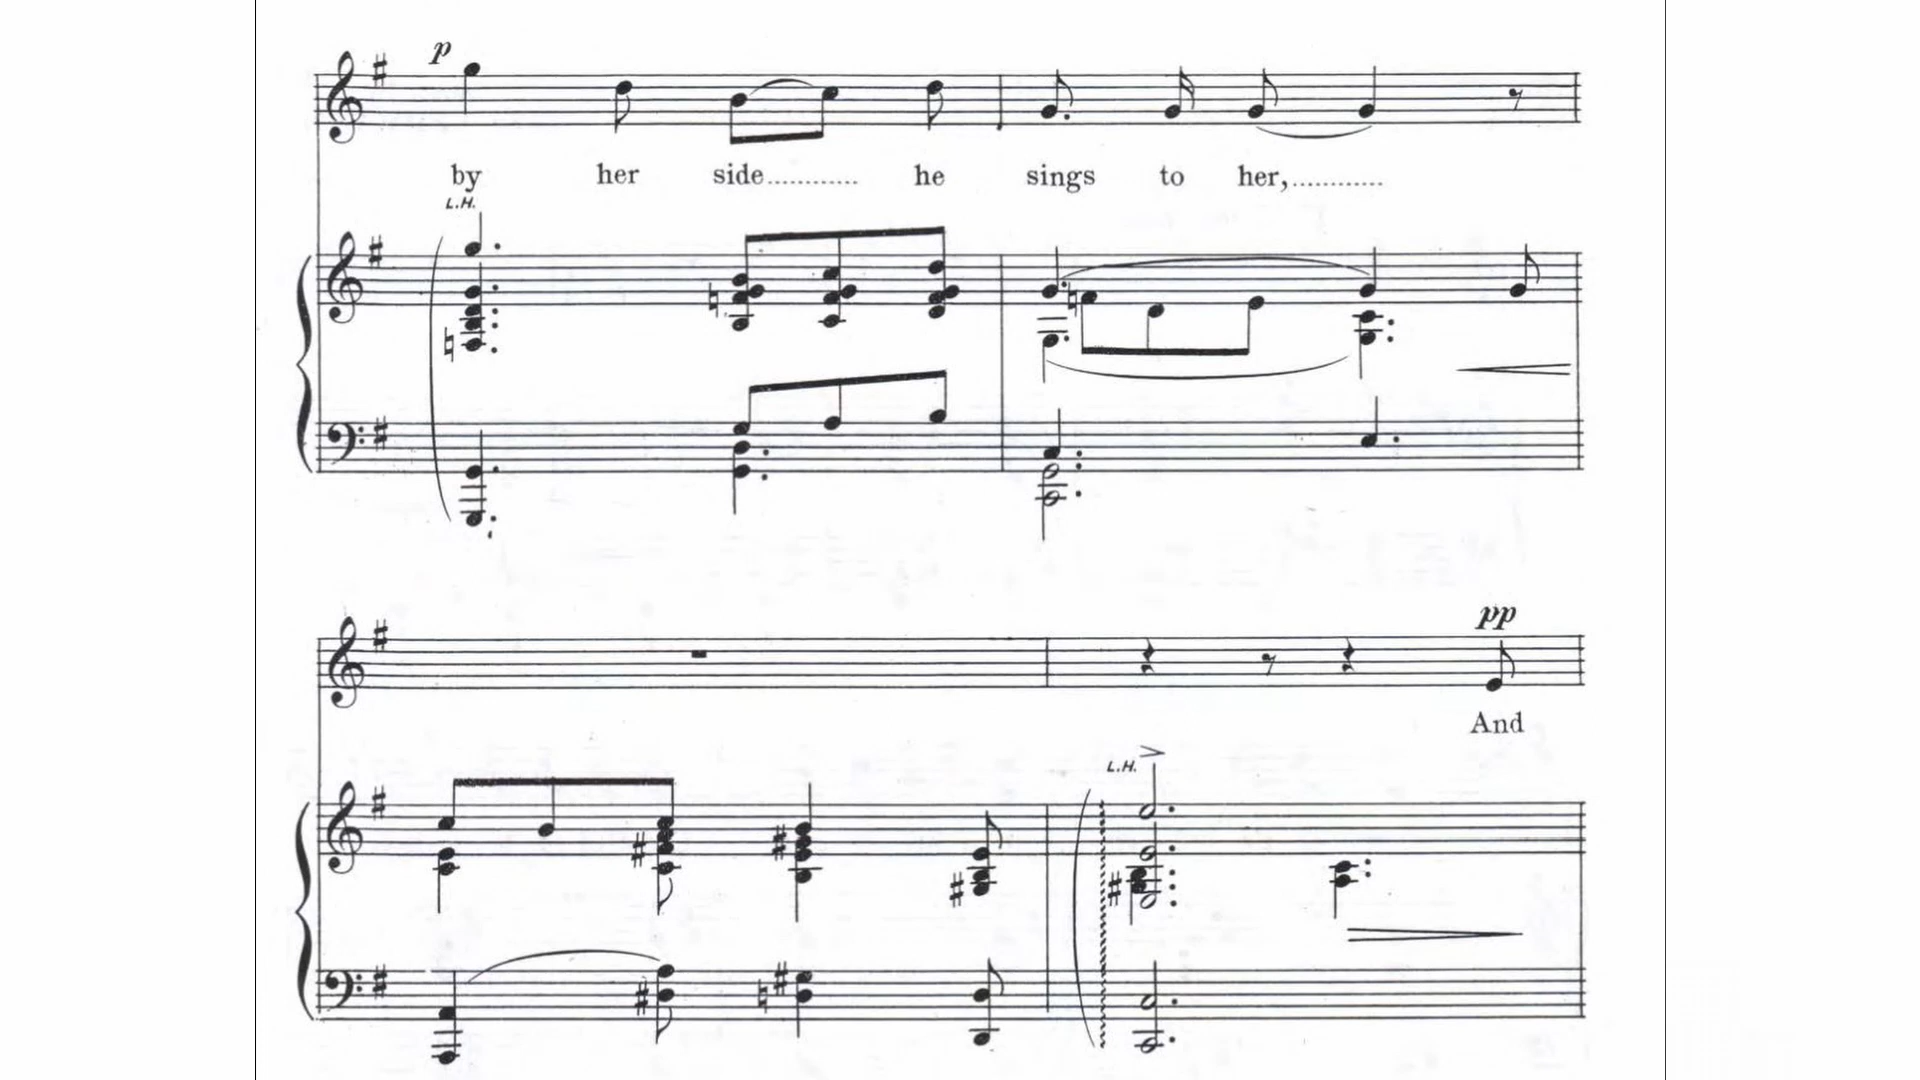 p
by her side............ he sings to her,............
L.H.
pp
And
L.H.